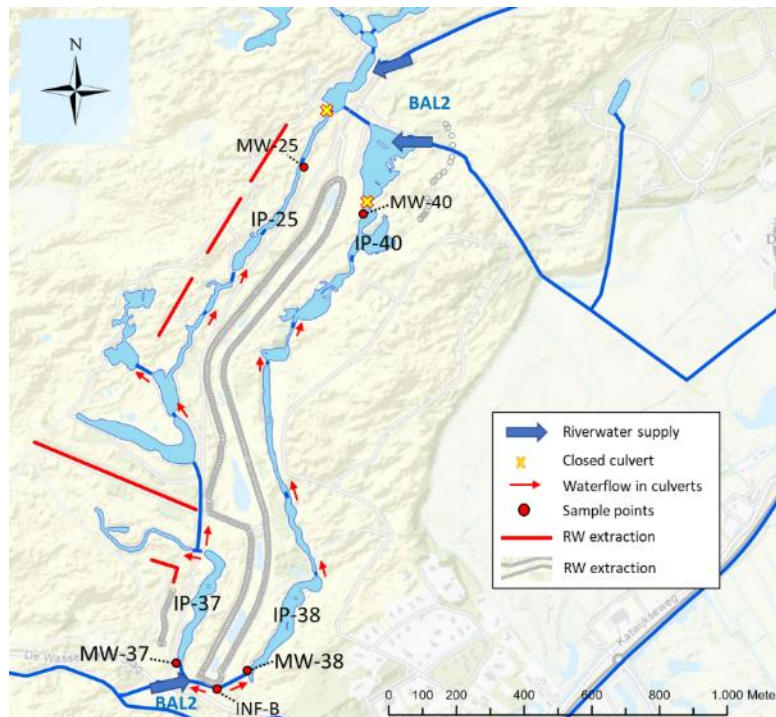 N
BAL2
MW-25
MW-40
IP-25
IP-40
Riverwater supply
Closed culvert
Waterflow in culverts
Sample points
RW extraction
RW extraction
IP-37
IP-38
Katwijkseweg
MW-37
MW-38
De Wasse
BAL2
INF-B
0 200 400 600 800 1.000 Mete